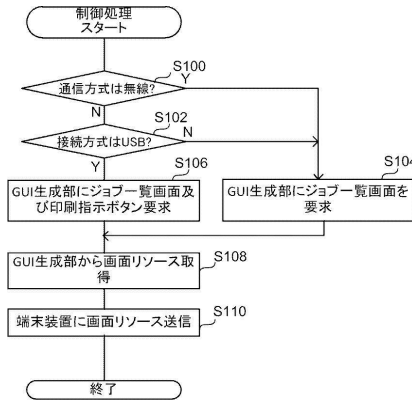 制御処理
スタート
S100
通信方式は無線?
Y
N
S102
接続方式はUSB?
N
Y
S106
S104
GUI生成部にジョブ一覧画面及
び印刷指示ボタン要求
GUI生成部にジョブ一覧画面を
要求
S108
GUI生成部から画面リソース取
得
S110
端末装置に画面リソース送信
終了